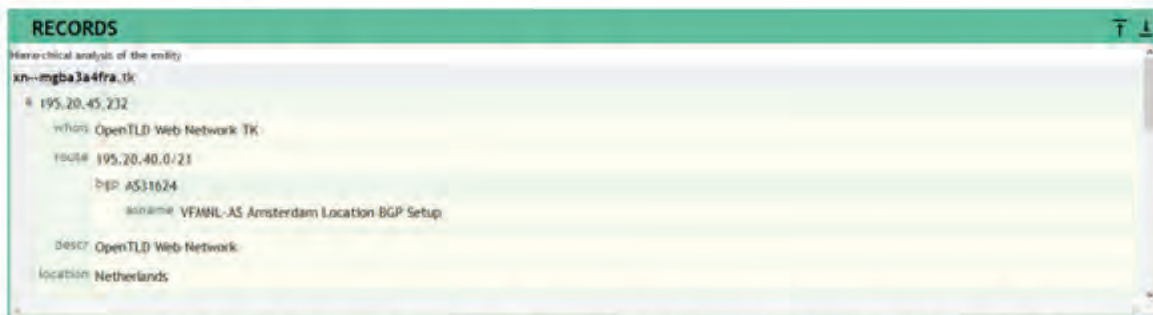 RECORDS
Hierarchical analysis of the entity
xn--mgba3a4fra.tk
a 195.20.45.232
whois OpenTLD Web Network TK
route 195.20.40.0/21
bgp AS31624
asname VFMNL-AS Amsterdam Location BGP Setup
descr OpenTLD Web Network
location Netherlands